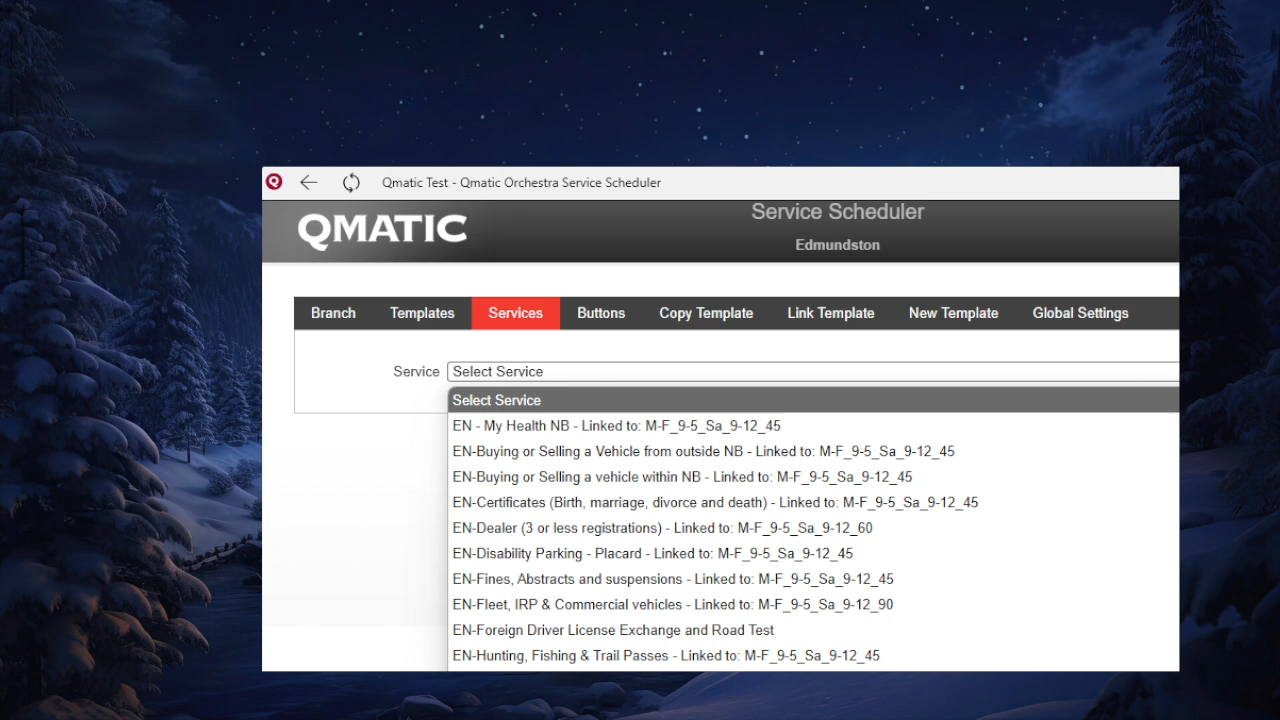 Qmatic Test - Qmatic Orchestra Service Scheduler
QMATIC
Service Scheduler
Edmundston
Branch Templates Services Buttons Copy Template Link Template New Template Global Settings
Service Select Service
Select Service
EN - My Health NB - Linked to: M-F_9-5_Sa_9-12_45
EN-Buying or Selling a Vehicle from outside NB - Linked to: M-F_9-5_Sa_9-12_45
EN-Buying or Selling a vehicle within NB - Linked to: M-F_9-5_Sa_9-12_45
EN-Certificates (Birth, marriage, divorce and death) - Linked to: M-F_9-5_Sa_9-12_45
EN-Dealer (3 or less registrations) - Linked to: M-F_9-5_Sa_9-12_60
EN-Disability Parking - Placard - Linked to: M-F_9-5_Sa_9-12_45
EN-Fines, Abstracts and suspensions - Linked to: M-F_9-5_Sa_9-12_45
EN-Fleet, IRP & Commercial vehicles - Linked to: M-F_9-5_Sa_9-12_90
EN-Foreign Driver License Exchange and Road Test
EN-Hunting, Fishing & Trail Passes - Linked to: M-F_9-5_Sa_9-12_45